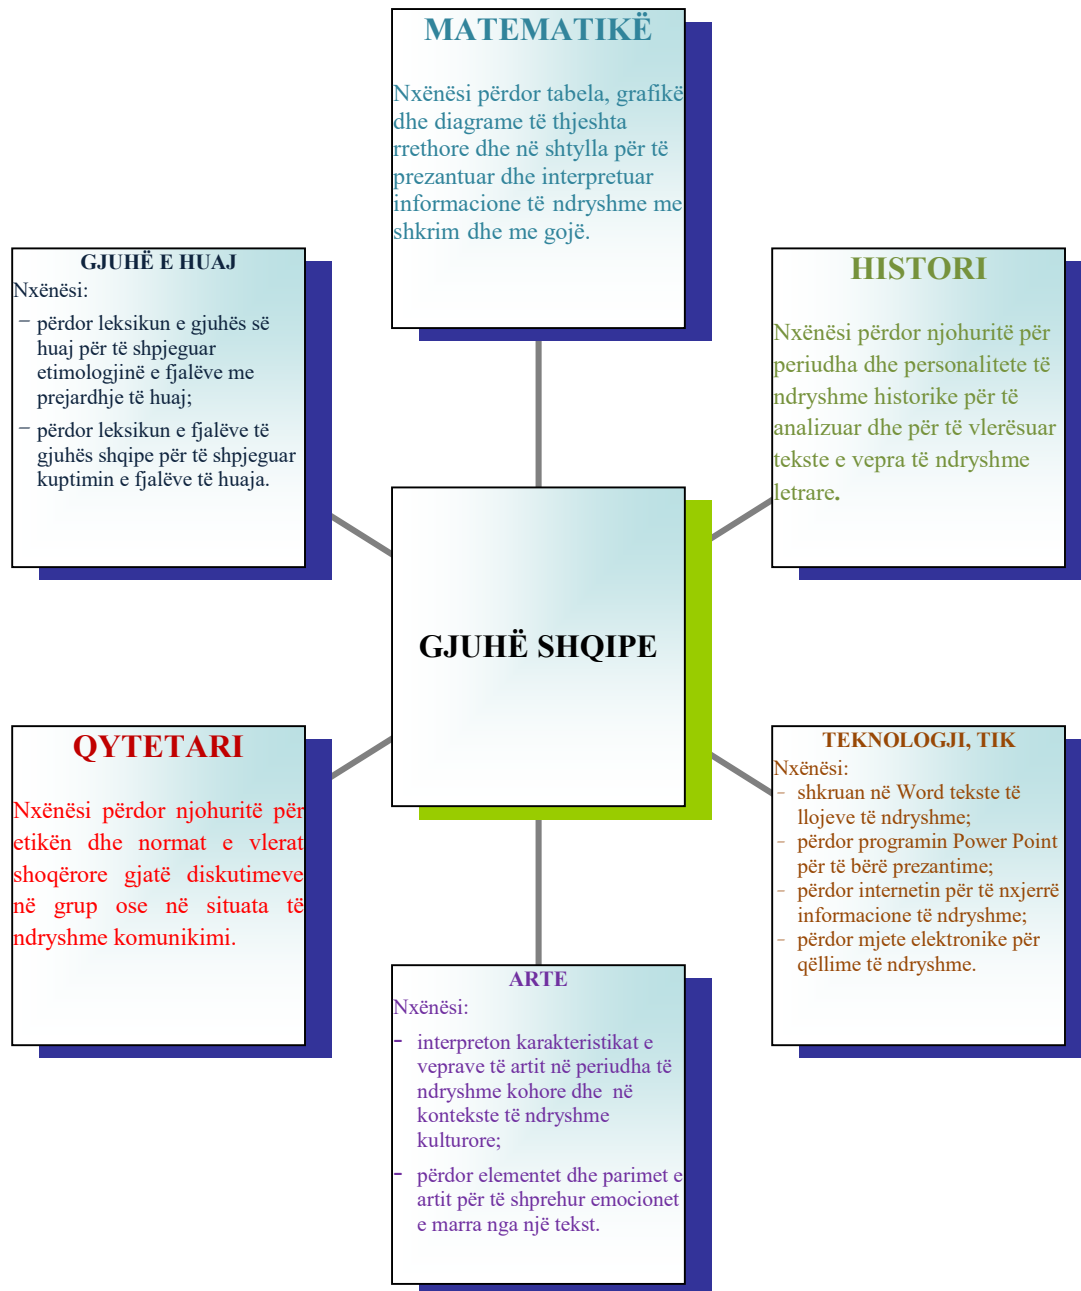 MATEMATIKË
Nxënësi përdor tabela, grafikë
dhe diagrame të thjeshta
rrethore dhe në shtylla për të
prezantuar dhe interpretuar
informacione të ndryshme me
shkrim dhe me gojë.
GJUHË E HUAJ
Nxënësi:
− përdor leksikun e gjuhës së
huaj për të shpjeguar
etimologjinë e fjalëve me
prejardhje të huaj;
− përdor leksikun e fjalëve të
gjuhës shqipe për të shpjeguar
kuptimin e fjalëve të huaja.
HISTORI
Nxënësi përdor njohuritë për
periudha dhe personalitete të
ndryshme historike për të
analizuar dhe për të vlerësuar
tekste e vepra të ndryshme
letrare.
GJUHË SHQIPE
QYTETARI
Nxënësi përdor njohuritë për
etikën dhe normat e vlerat
shoqërore gjatë diskutimeve
në grup ose në situata të
ndryshme komunikimi.
TEKNOLOGJI, TIK
Nxënësi:
- shkruan në Word tekste të
llojeve të ndryshme;
- përdor programin Power Point
për të bërë prezantime;
- përdor internetin për të nxjerrë
informacione të ndryshme;
- përdor mjete elektronike për
qëllime të ndryshme.
ARTE
Nxënësi:
- interpreton karakteristikat e
veprave të artit në periudha të
ndryshme kohore dhe në
kontekste të ndryshme
kulturore;
- përdor elementet dhe parimet e
artit për të shprehur emocionet
e marra nga një tekst.